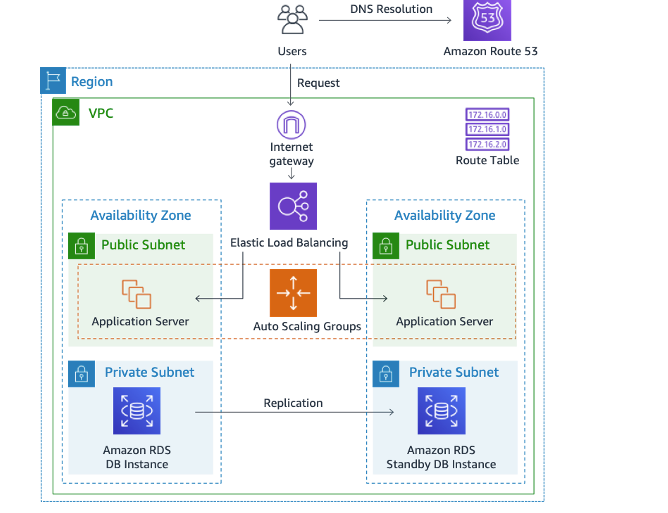 DNS Resolution
53
Users
Amazon Route 53
Region
Request
VPC
172.16.0.0
172.16.1.0
172.16.2.0
Internet
gateway
Route Table
Availability Zone
Availability Zone
Public Subnet
Elastic Load Balancing
Public Subnet
Application Server
Application Server
Auto Scaling Groups
Private Subnet
Private Subnet
Replication
Amazon RDS
DB Instance
Amazon RDS
Standby DB Instance